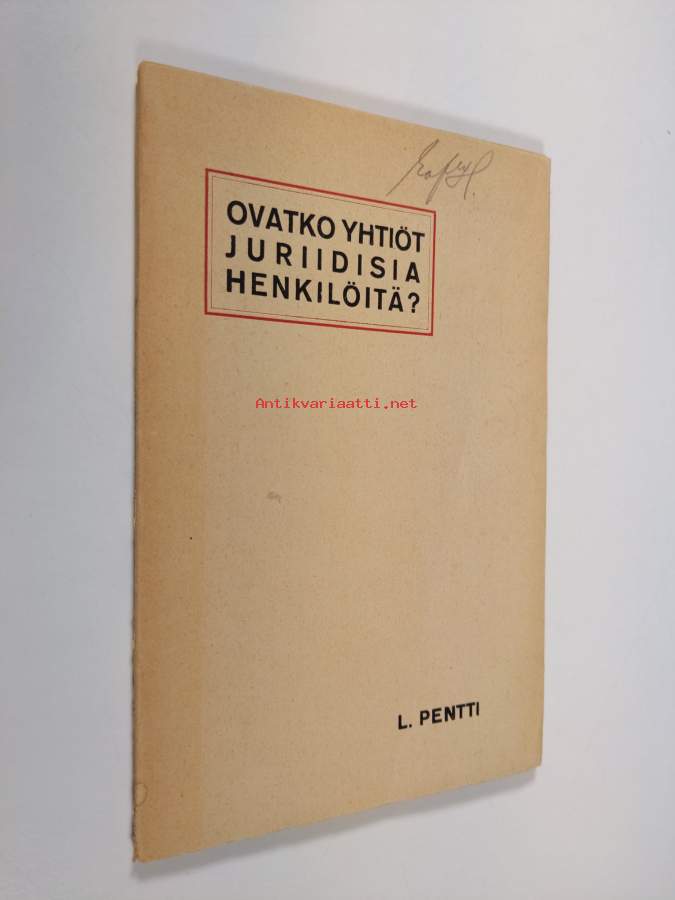 OVATKO YHTIÖT
JURIIDISIA
HENKILÖITÄ?
Antikvariaatti.net
L. PENTTI